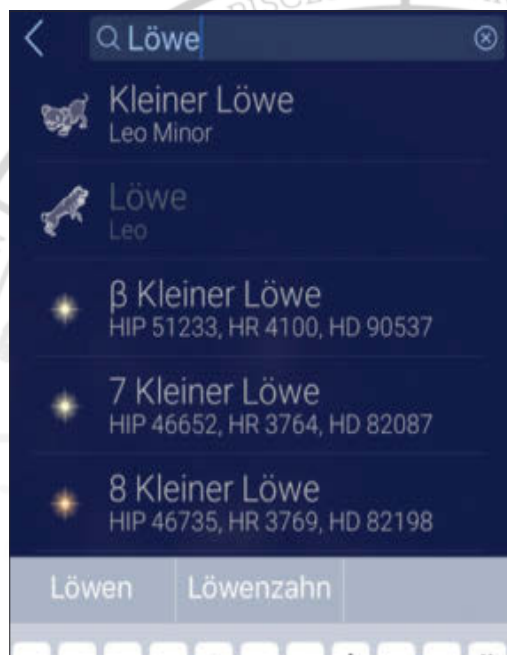 Löwe
Kleiner Löwe
Leo Minor
Löwe
Leo
β Kleiner Löwe
HIP 51233, HR 4100, HD 90537
7 Kleiner Löwe
HIP 46652, HR 3764, HD 82087
8 Kleiner Löwe
HIP 46735, HR 3769, HD 82198
Löwen Löwenzahn